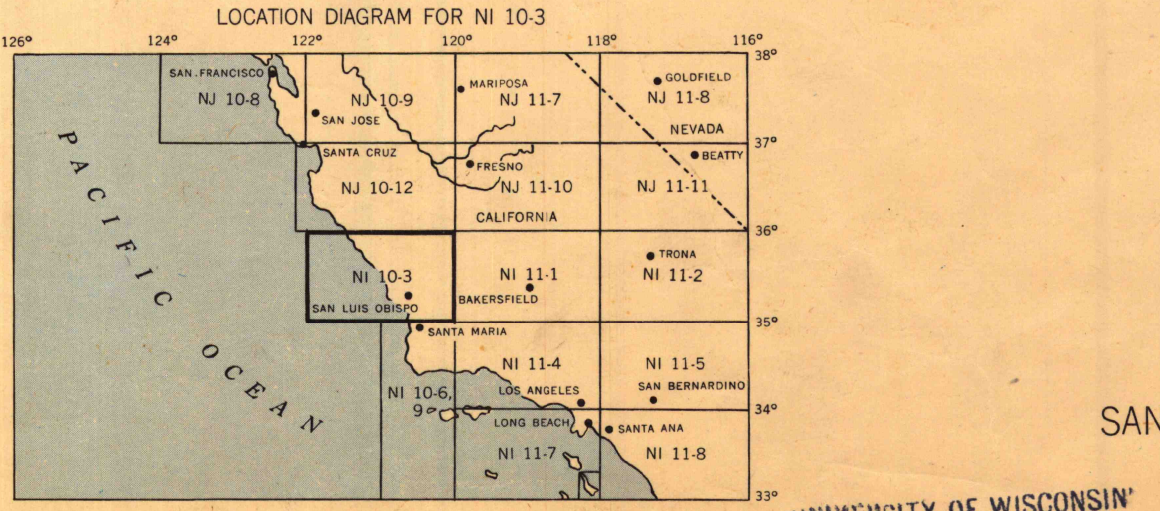 LOCATION DIAGRAM FOR NI 10-3
126° 124° 122° 120° 118° 116°
38°
SAN FRANCISCO
NJ 10-8
NJ 10-9
SAN JOSE
MARIPOSA
NJ 11-7
GOLDFIELD
NJ 11-8
NEVADA
37°
SANTA CRUZ
FRESNO
BEATTY
NJ 10-12
NJ 11-10
NJ 11-11
CALIFORNIA
36°
PACIFIC OCEAN
NI 10-3
SAN LUIS OBISPO
NI 11-1
BAKERSFIELD
TRONA
NI 11-2
35°
SANTA MARIA
NI 11-4
NI 11-5
NI 10-6,
9
LOS ANGELES
SAN BERNARDINO
34°
LONG BEACH
SANTA ANA
NI 11-7
NI 11-8
33°
SAN
UNIVERSITY OF WISCONSIN